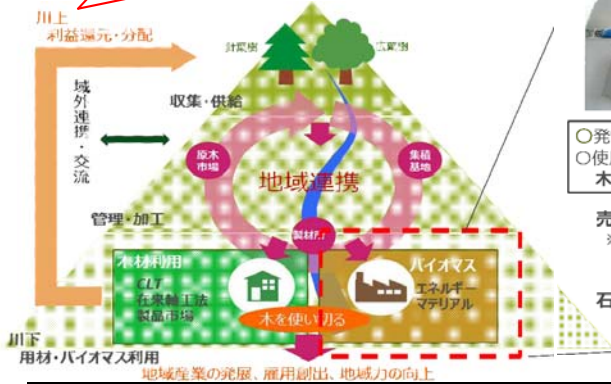 川上
利益還元・分配
針葉樹
広葉樹
域外連携・交流
収集・供給
原木
市場
集積
基地
地域連携
管理・加工
製材所
木材利用
CLT
在来軸工法
製品市場
バイオマス
エネルギー
マテリアル
木を使い切る
川下
用材・バイオマス利用
地域産業の発展、雇用創出、地域力の向上
○発
○使
木
売
※
石